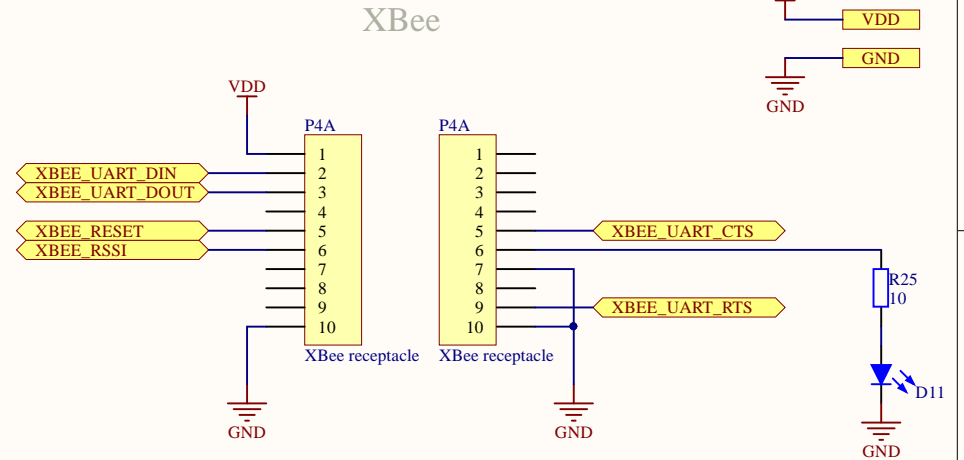 XBee
VDD
GND
GND
VDD
P4A
1
2
3
4
5
6
7
8
9
10
XBee receptacle
XBEE_UART_DIN
XBEE_UART_DOUT
XBEE_RESET
XBEE_RSSI
GND
P4A
1
2
3
4
5
6
7
8
9
10
XBee receptacle
XBEE_UART_CTS
XBEE_UART_RTS
GND
R25
10
D11
GND